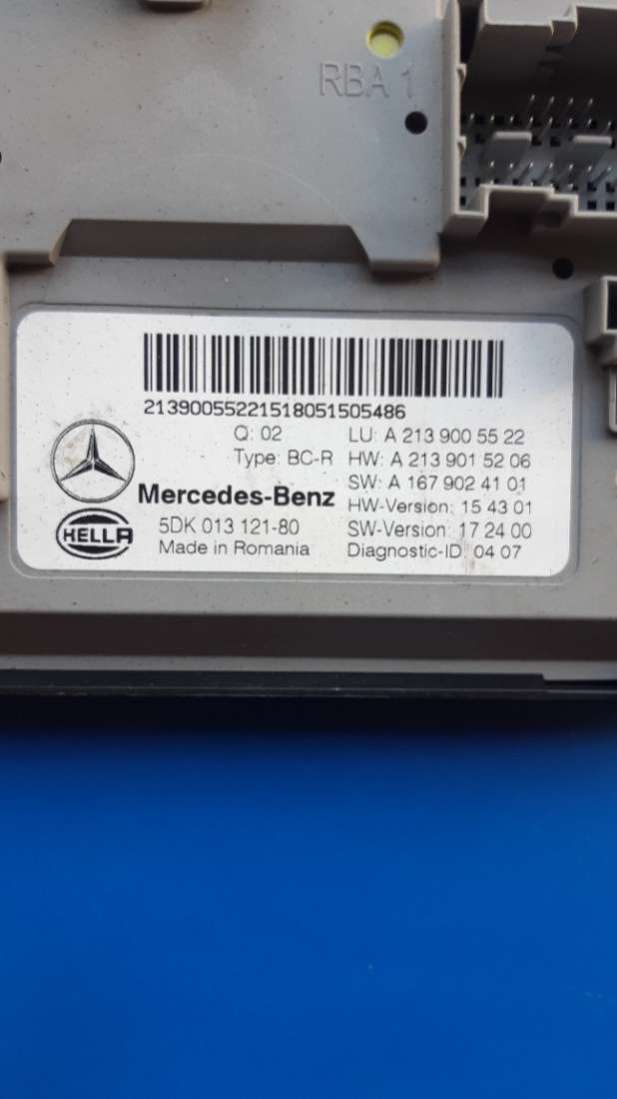 RBA 1
21390055221518051505486
Q: 02 LU: A 213 900 55 22
Type: BC-R HW: A 213 901 52 06
SW: A 167 902 41 01
Mercedes-Benz HW-Version: 15 43 01
HELLA 5DK 013 121-80 SW-Version: 17 24 00
Made in Romania Diagnostic-ID: 04 07